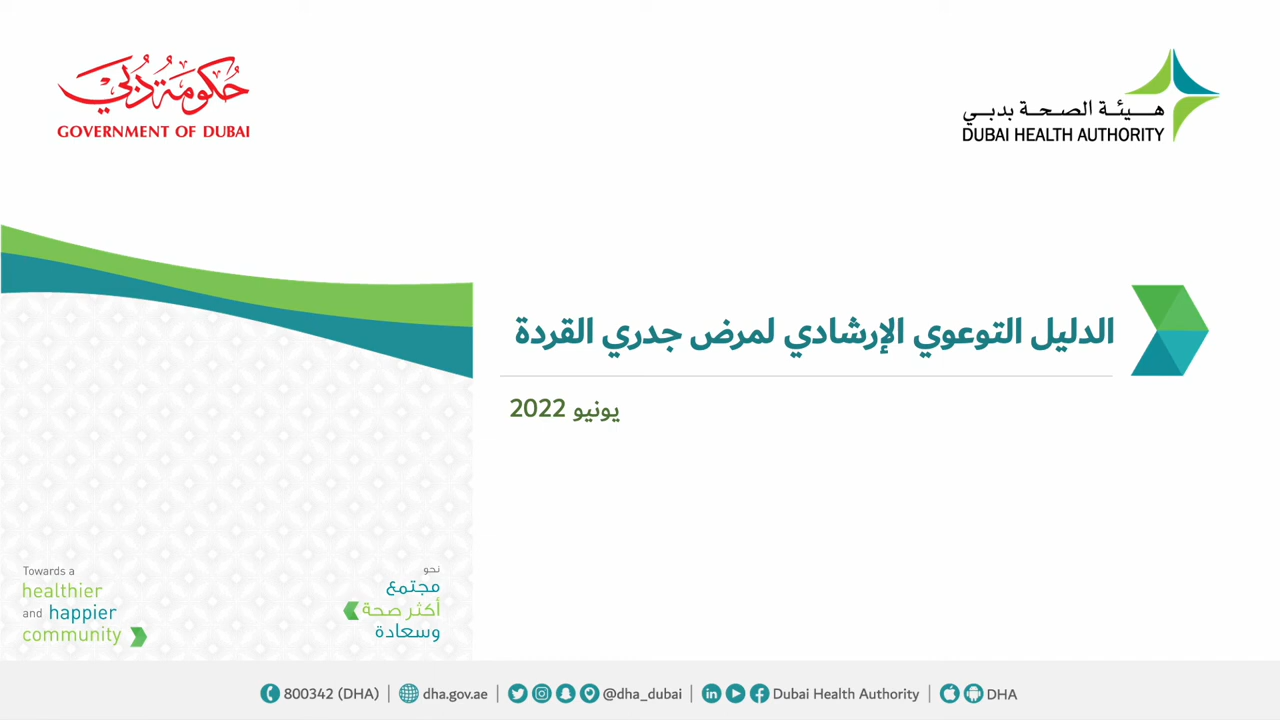 حكومة دبي
GOVERNMENT OF DUBAI
هيئة الصحة بدبي
DUBAI HEALTH AUTHORITY
الدليل التوعوي الإرشادي لمرض جدري القردة
يونيو 2022
Towards a
healthier
and happier
community
نحو
مجتمع
أكثر صحة
وسعادة
800342 (DHA) | dha.gov.ae | @dha_dubai | Dubai Health Authority | DHA